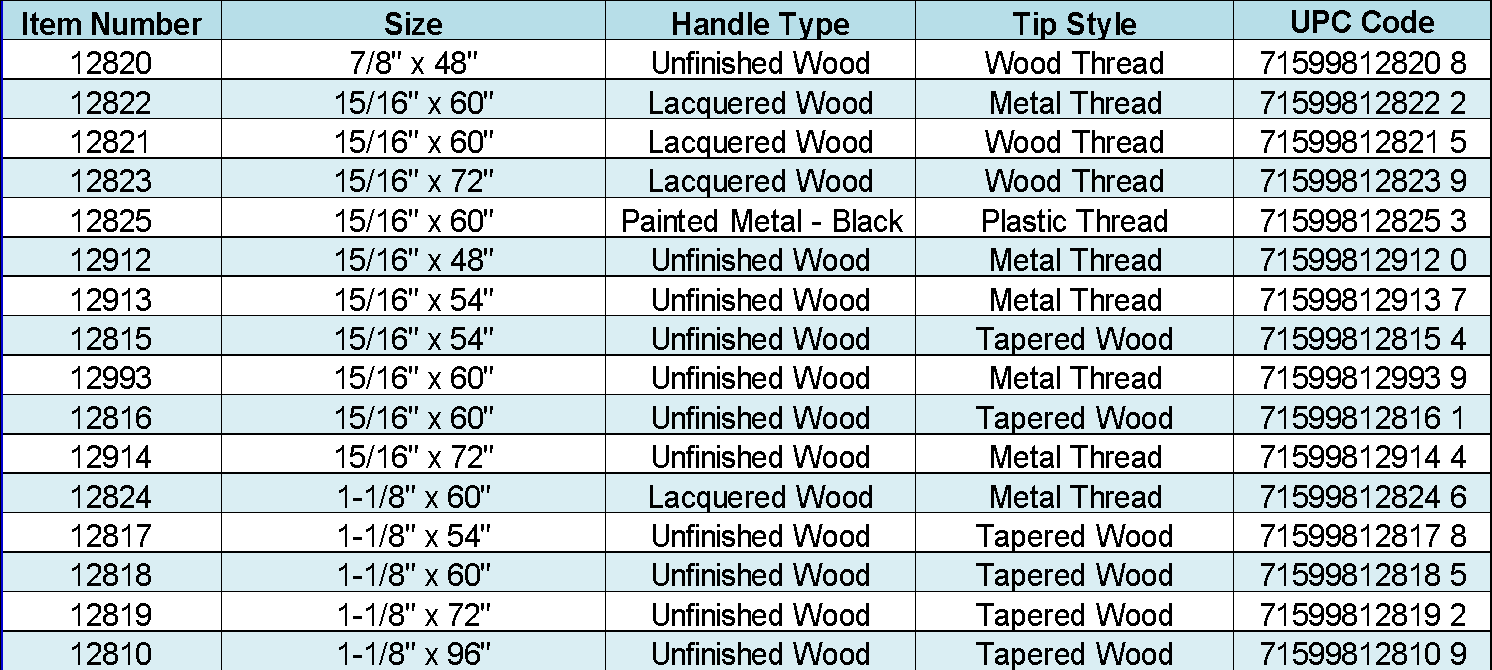 Item Number Size Handle Type Tip Style UPC Code
12820 7/8" x 48" Unfinished Wood Wood Thread 71599812820 8
12822 15/16" x 60" Lacquered Wood Metal Thread 71599812822 2
12821 15/16" x 60" Lacquered Wood Wood Thread 71599812821 5
12823 15/16" x 72" Lacquered Wood Wood Thread 71599812823 9
12825 15/16" x 60" Painted Metal - Black Plastic Thread 71599812825 3
12912 15/16" x 48" Unfinished Wood Metal Thread 71599812912 0
12913 15/16" x 54" Unfinished Wood Metal Thread 71599812913 7
12815 15/16" x 54" Unfinished Wood Tapered Wood 71599812815 4
12993 15/16" x 60" Unfinished Wood Metal Thread 71599812993 9
12816 15/16" x 60" Unfinished Wood Tapered Wood 71599812816 1
12914 15/16" x 72" Unfinished Wood Metal Thread 71599812914 4
12824 1-1/8" x 60" Lacquered Wood Metal Thread 71599812824 6
12817 1-1/8" x 54" Unfinished Wood Tapered Wood 71599812817 8
12818 1-1/8" x 60" Unfinished Wood Tapered Wood 71599812818 5
12819 1-1/8" x 72" Unfinished Wood Tapered Wood 71599812819 2
12810 1-1/8" x 96" Unfinished Wood Tapered Wood 71599812810 9